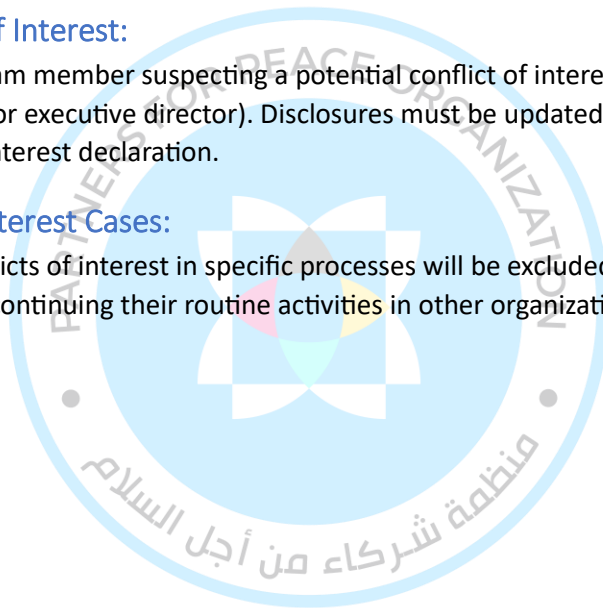 f Interest:
am member suspecting a potential conflict of intere
or executive director). Disclosures must be updated
nterest declaration.
terest Cases:
icts of interest in specific processes will be excluded
ontinuing their routine activities in other organizati
PARTNERS FOR PEACE ORGANIZATION
منظمة شركاء من أجل السلام